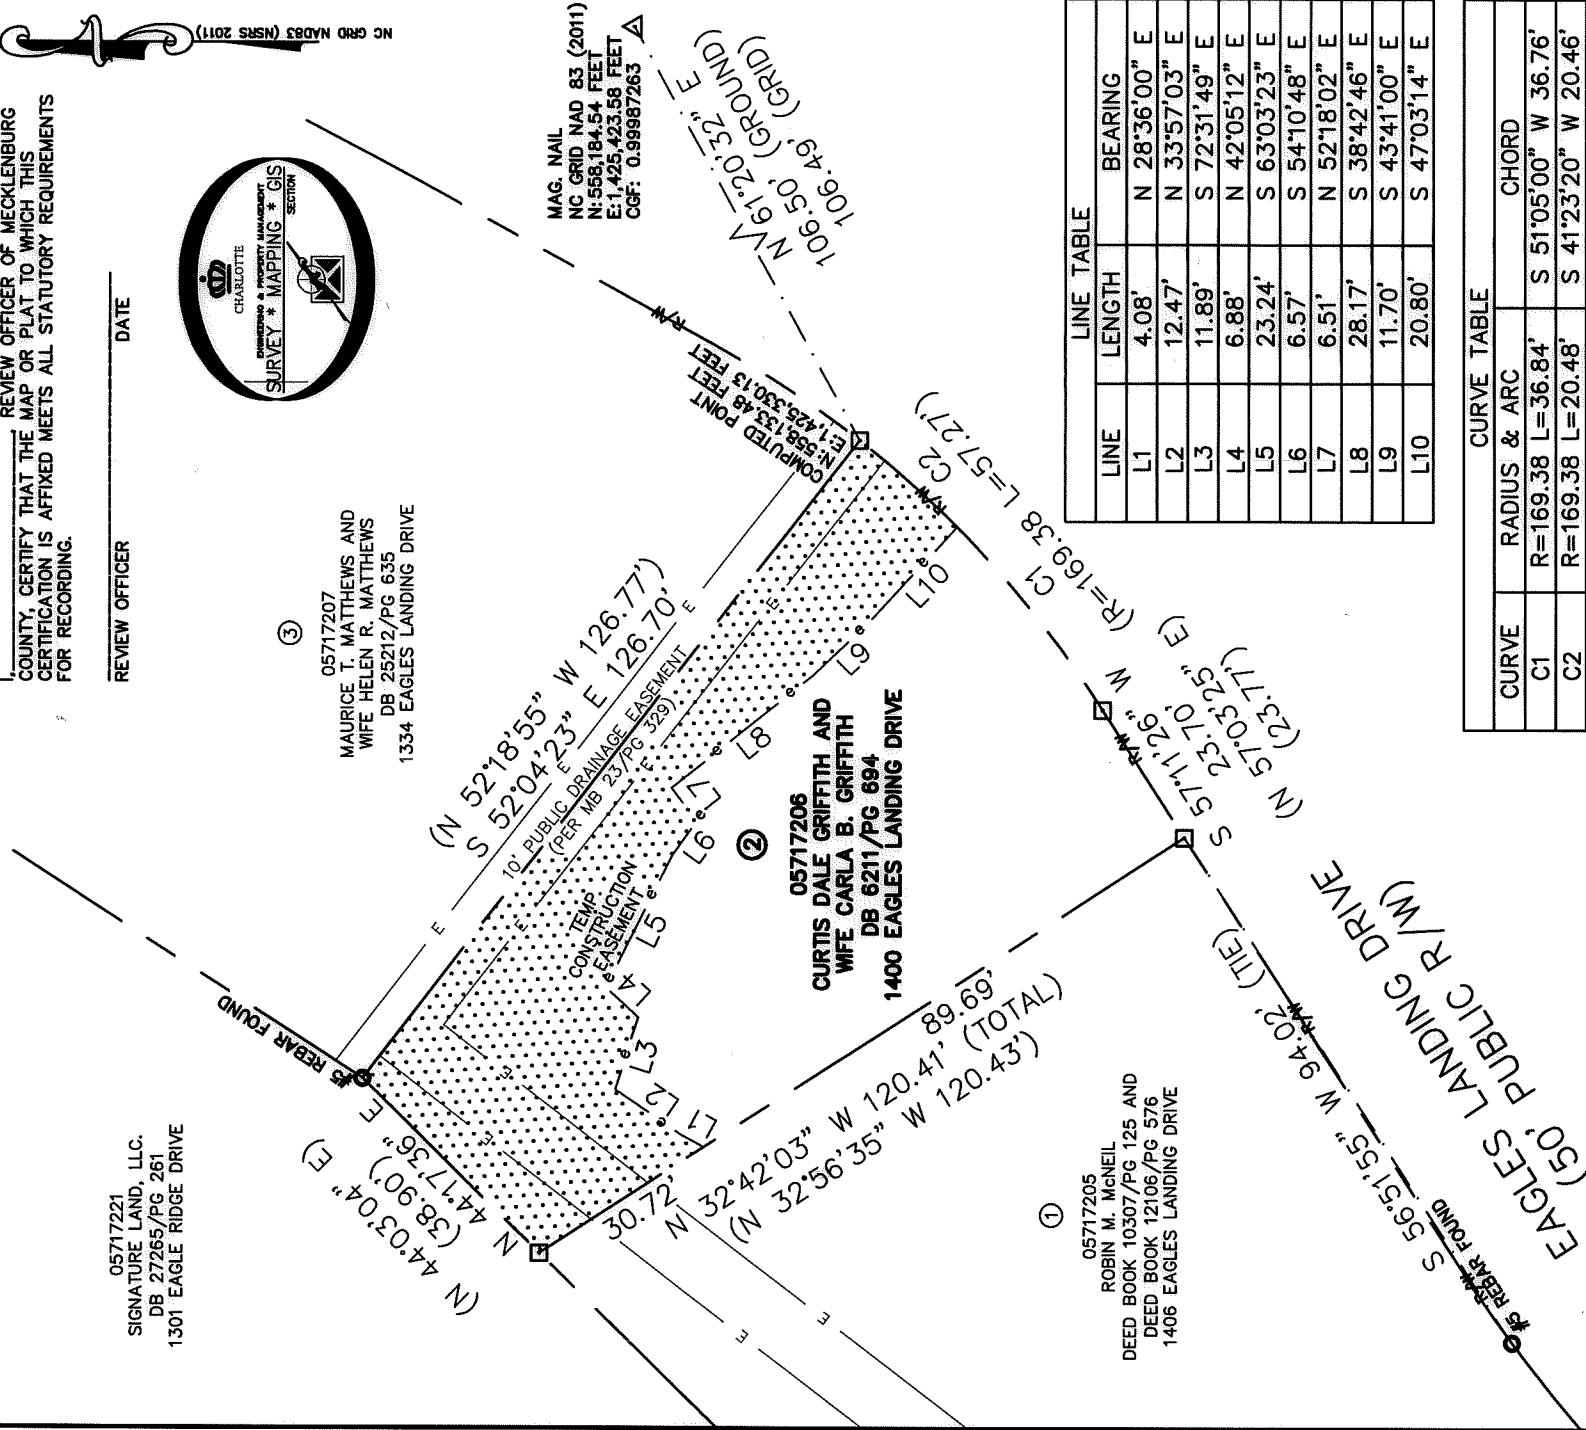 NC GRID NAD83 (NSRS 2011)
I, REVIEW OFFICER OF MECKLENBURG
COUNTY, CERTIFY THAT THE MAP OR PLAT TO WHICH THIS
CERTIFICATION IS AFFIXED MEETS ALL STATUTORY REQUIREMENTS
FOR RECORDING.
REVIEW OFFICER DATE
CHARLOTTE
ENGINEERING & PROPERTY MANAGEMENT
SURVEY * MAPPING * GIS
SECTION
MAG. NAIL
NC GRID NAD 83 (2011)
N: 558,184.54 FEET
E: 1,425,423.58 FEET
CGF: 0.99987263
N 61°20'32" E
106.50' (GROUND)
106.49' (GRID)
R/W
COMPUTED POINT
N: 558,133.48 FEET
E: 1,425,330.13 FEET
3
05717207
MAURICE T. MATTHEWS AND
WIFE HELEN R. MATTHEWS
DB 25212/PG 635
1334 EAGLES LANDING DRIVE
(N 52°18'55" W 126.77')
S 52°04'23" E 126.70'
10' PUBLIC DRAINAGE EASEMENT
(PER MB 23/PG 329)
E
E
E
E
E
E
E
E
E
E
TEMP
CONSTRUCTION
EASEMENT
e
e
e
e
e
e
e
e
e
L1
L2
L3
L4
L5
L6
L7
L8
L9
L10
R/W
C2
C1
(R=169.38 L=57.27')
2
05717206
CURTIS DALE GRIFFITH AND
WIFE CARLA B. GRIFFITH
DB 6211/PG 694
1400 EAGLES LANDING DRIVE
#5 REBAR FOUND
05717221
SIGNATURE LAND, LLC.
DB 27265/PG 261
1301 EAGLE RIDGE DRIVE
(N 44°03'04" E)
(38.90')
N 44°17'36" E
30.72'
89.69'
N 32°42'03" W 120.41' (TOTAL)
(N 32°56'35" W 120.43')
1
05717205
ROBIN M. McNEIL
DEED BOOK 10307/PG 125 AND
DEED BOOK 12106/PG 576
1406 EAGLES LANDING DRIVE
R/W
S 57°11'26" W
23.70'
(N 57°03'25" E)
(23.77')
R/W
S 56°51'55" W 94.02' (TIE)
R/W
#5 REBAR FOUND
EAGLES LANDING DRIVE
(50' PUBLIC R/W)
LINE TABLE
LINE LENGTH BEARING
L1 4.08' N 28°36'00" E
L2 12.47' N 33°57'03" E
L3 11.89' S 72°31'49" E
L4 6.88' N 42°05'12" E
L5 23.24' S 63°03'23" E
L6 6.57' S 54°10'48" E
L7 6.51' N 52°18'02" E
L8 28.17' S 38°42'46" E
L9 11.70' S 43°41'00" E
L10 20.80' S 47°03'14" E
CURVE TABLE
CURVE RADIUS & ARC CHORD
C1 R=169.38 L=36.84' S 51°05'00" W 36.76'
C2 R=169.38 L=20.48' S 41°23'20" W 20.46'